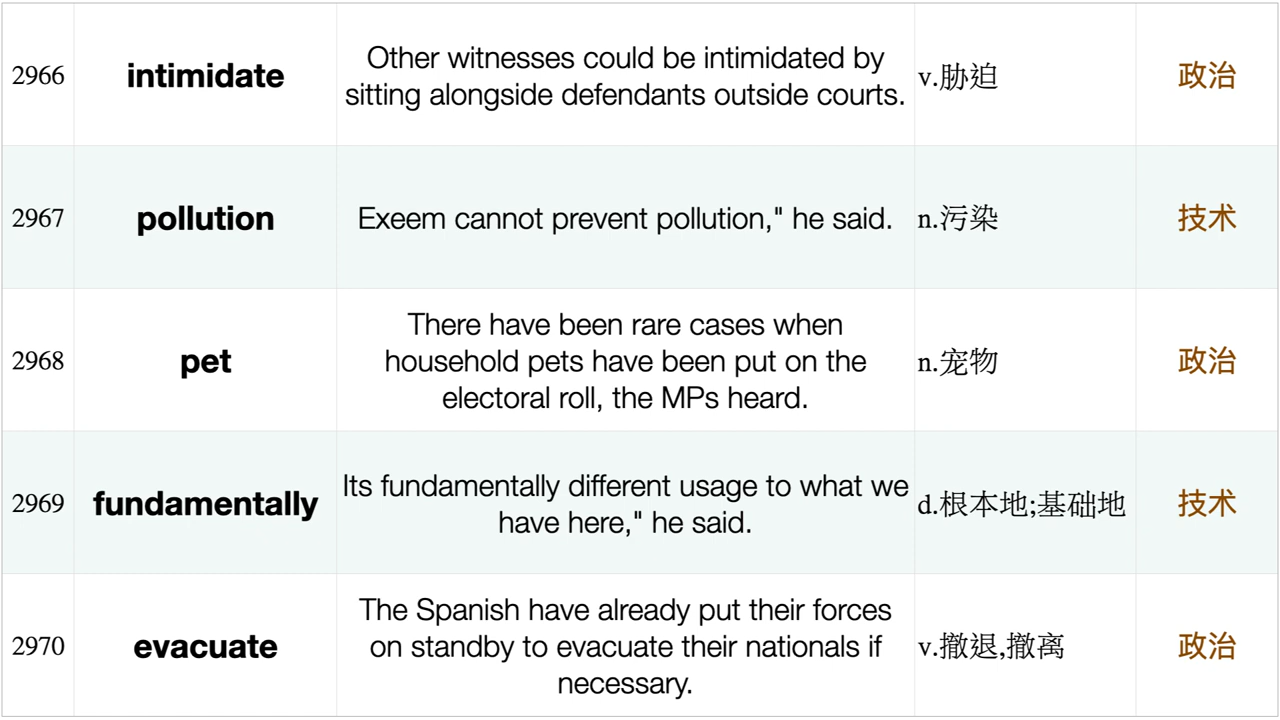 2966 intimidate Other witnesses could be intimidated by sitting alongside defendants outside courts. v.胁迫 政治
2967 pollution Exeem cannot prevent pollution," he said. n.污染 技术
2968 pet There have been rare cases when household pets have been put on the electoral roll, the MPs heard. n.宠物 政治
2969 fundamentally Its fundamentally different usage to what we have here," he said. d.根本地;基础地 技术
2970 evacuate The Spanish have already put their forces on standby to evacuate their nationals if necessary. v.撤退,撤离 政治